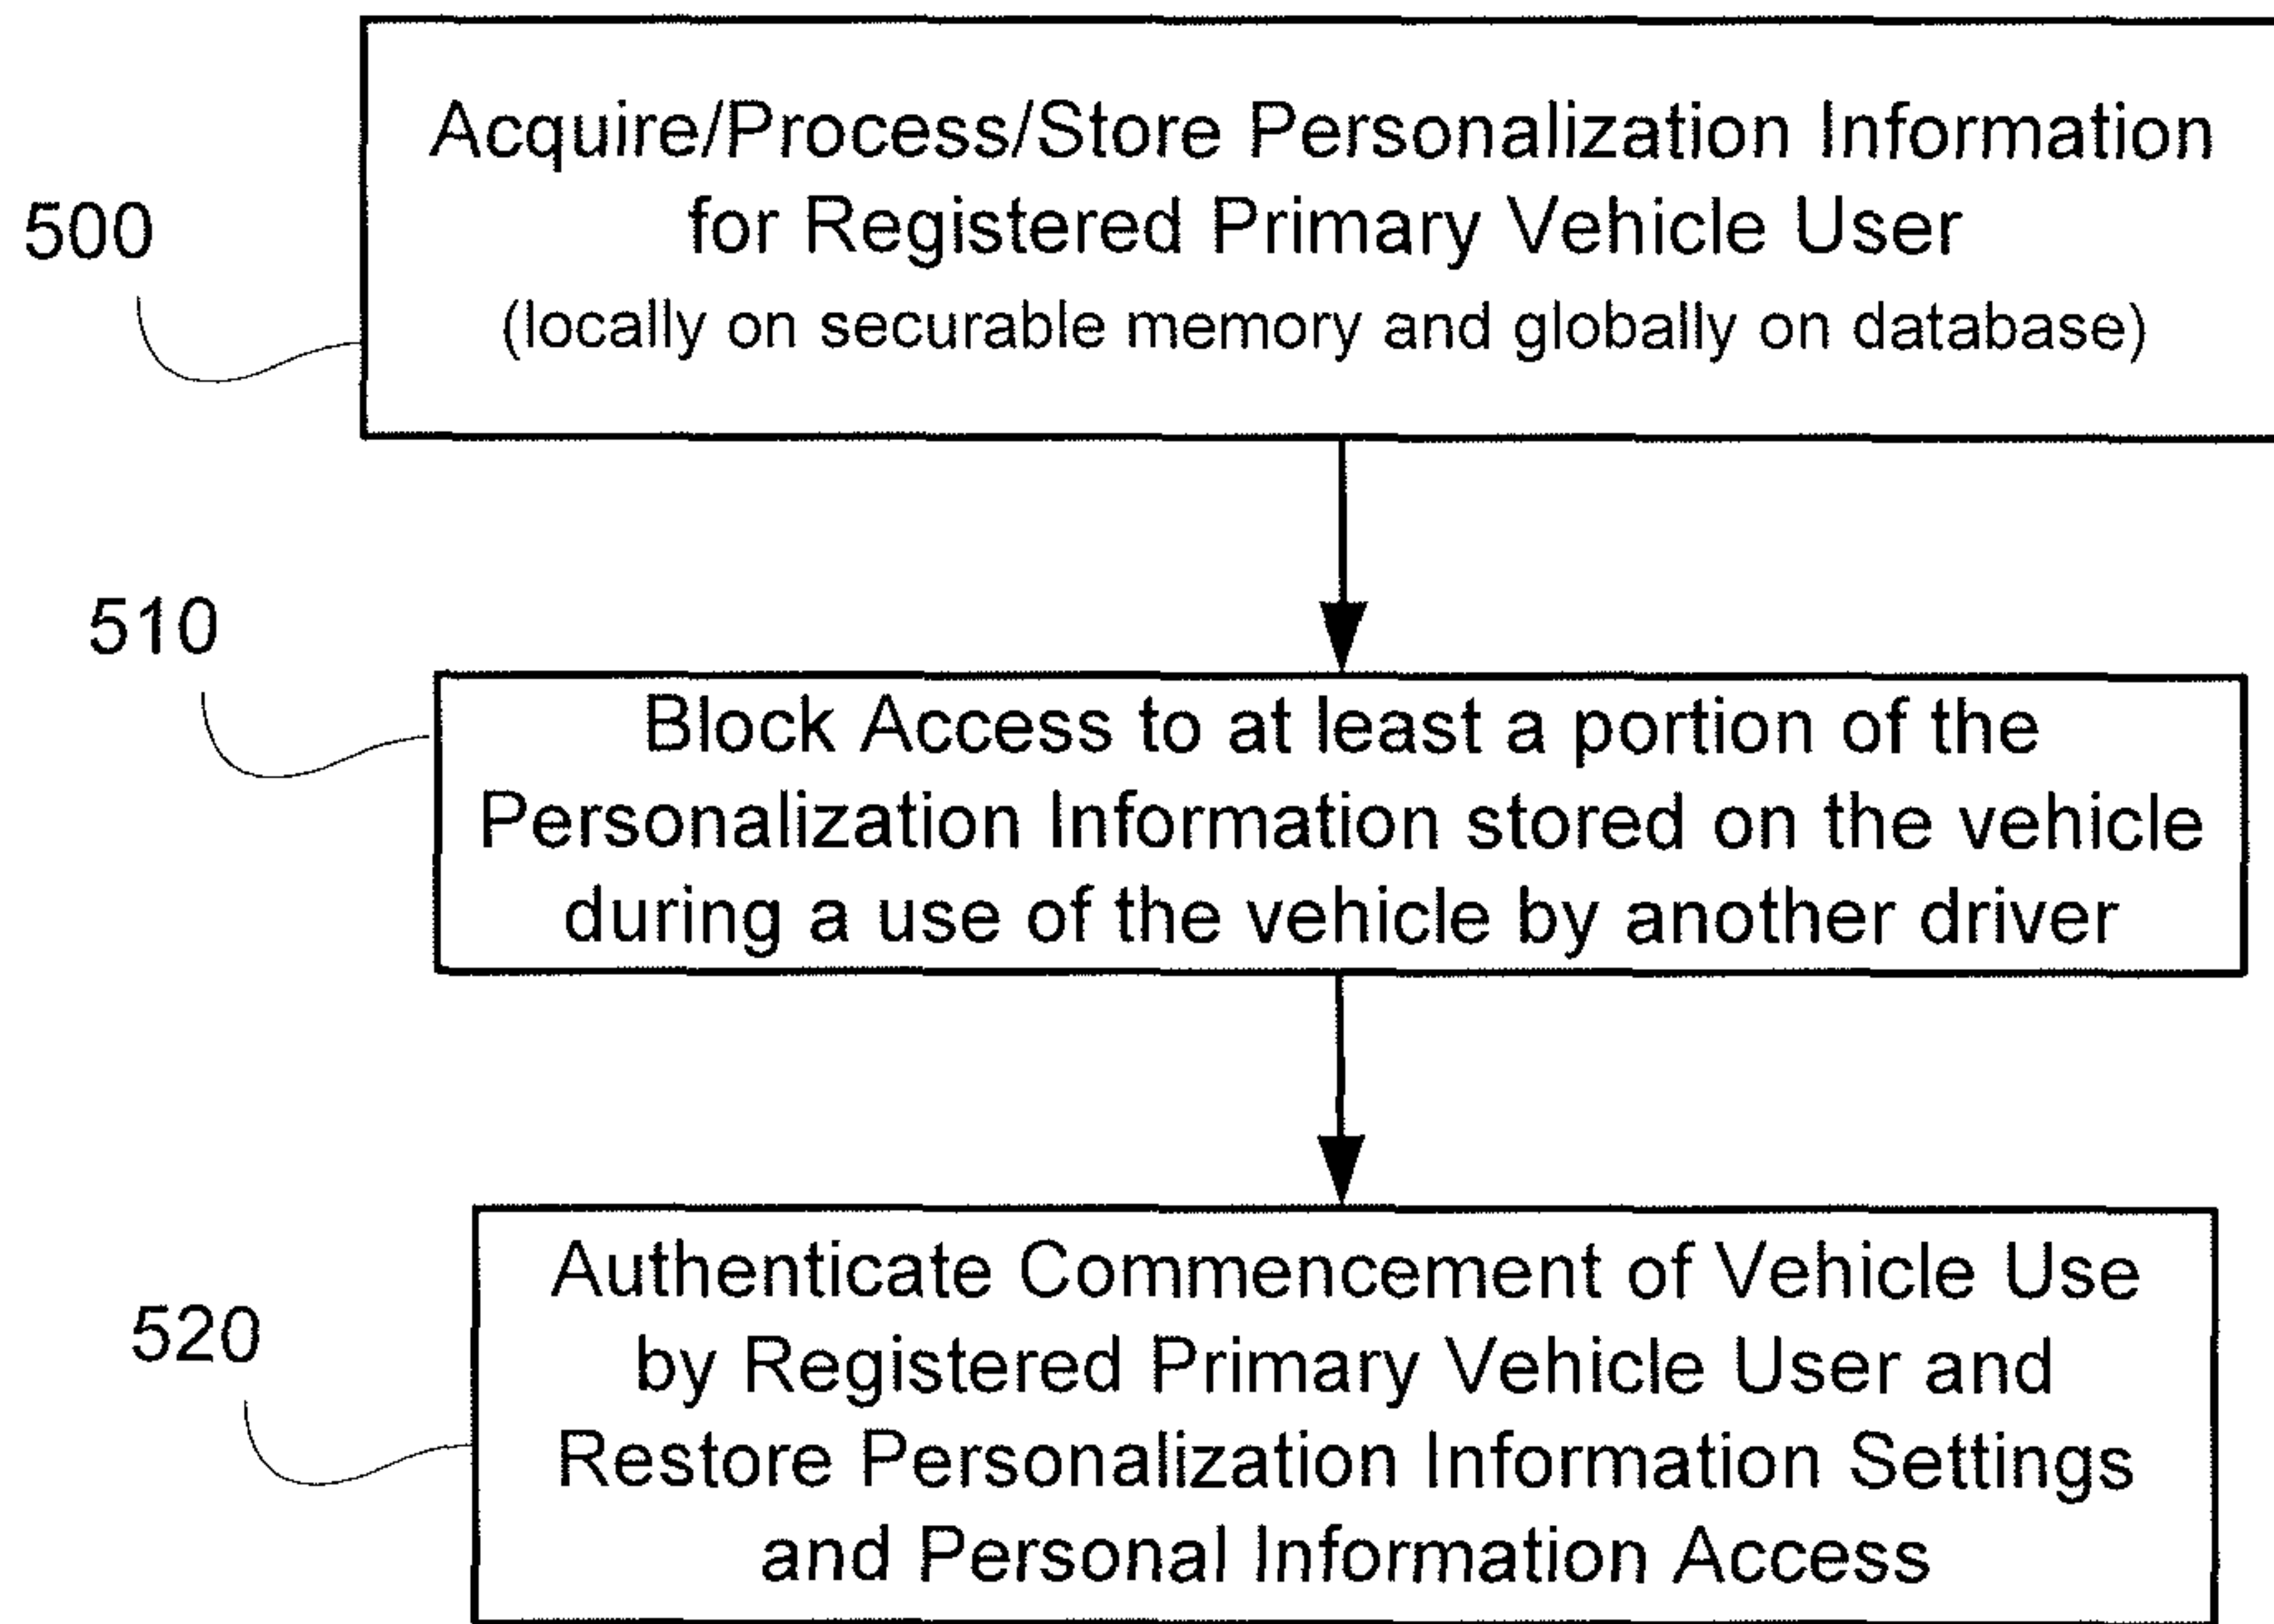 Acquire/Process/Store Personalization Information
for Registered Primary Vehicle User
(locally on securable memory and globally on database)
500
510
Block Access to at least a portion of the
Personalization Information stored on the vehicle
during a use of the vehicle by another driver
520
Authenticate Commencement of Vehicle Use
by Registered Primary Vehicle User and
Restore Personalization Information Settings
and Personal Information Access